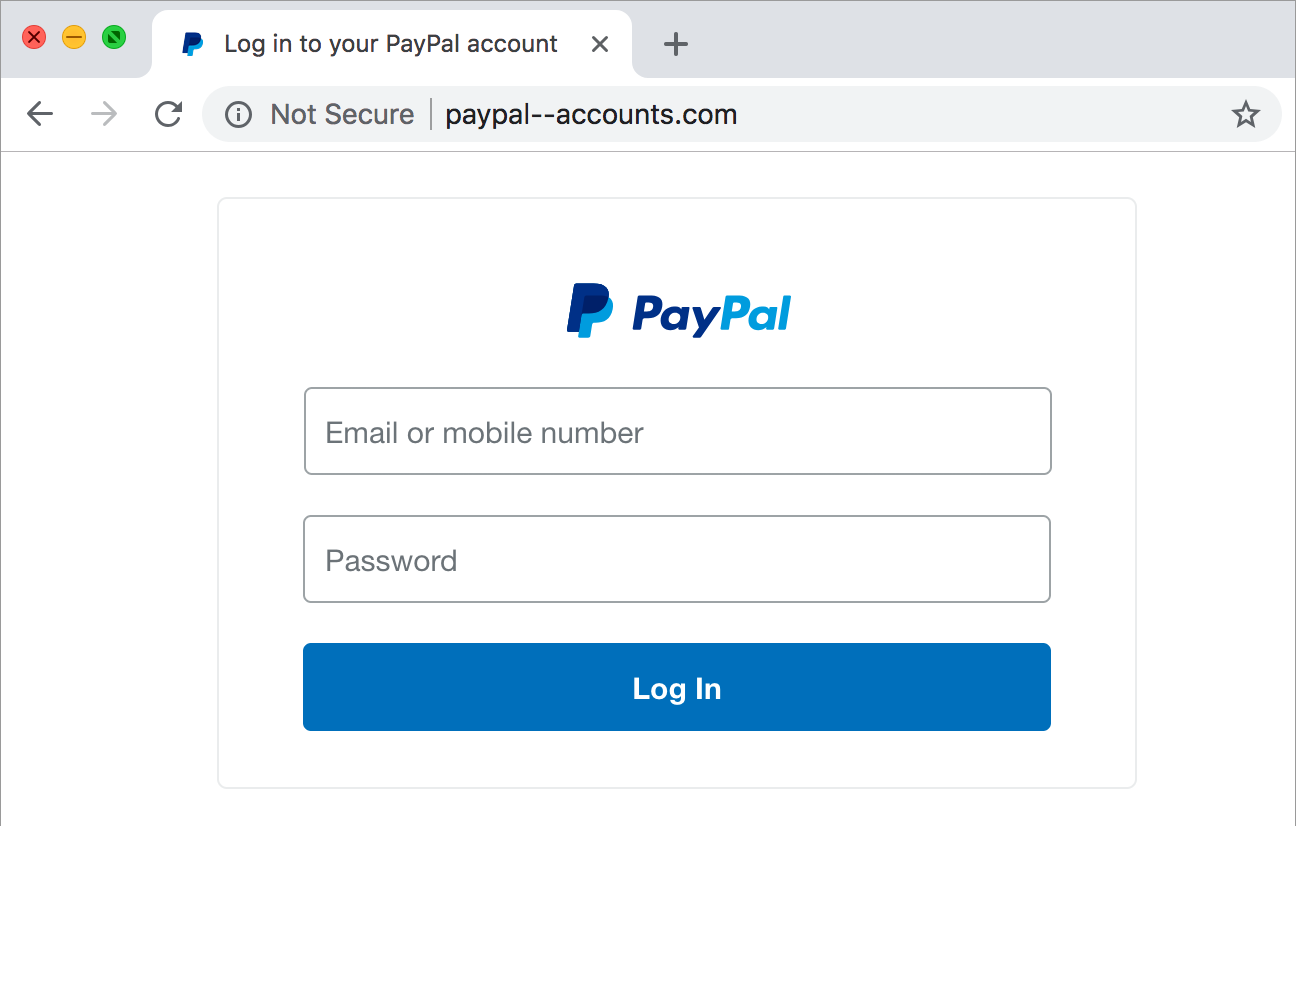 Log in to your PayPal account
Not Secure | paypal--accounts.com
PayPal
Email or mobile number
Password
Log In